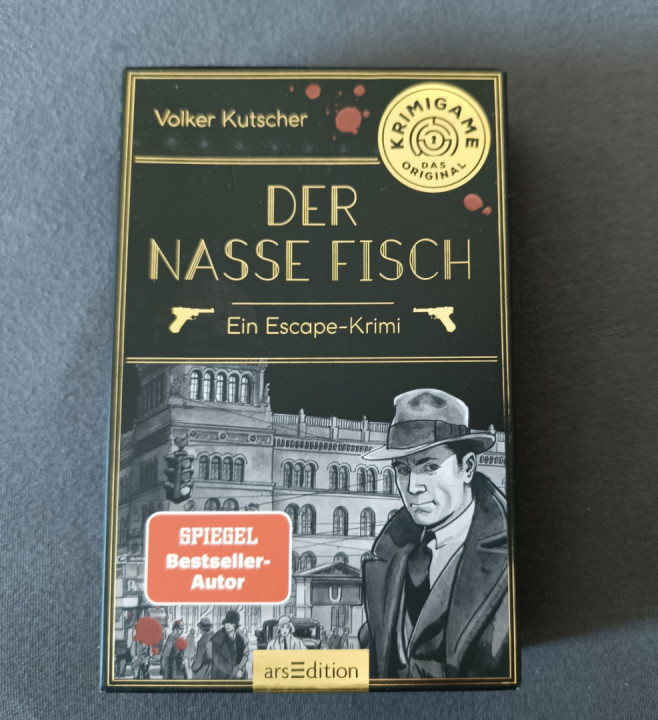 Volker Kutscher
KRIMIGAME
DAS
ORIGINAL
DER
NASSE FISCH
Ein Escape-Krimi
SPIEGEL
Bestseller-
Autor
U
arsEdition